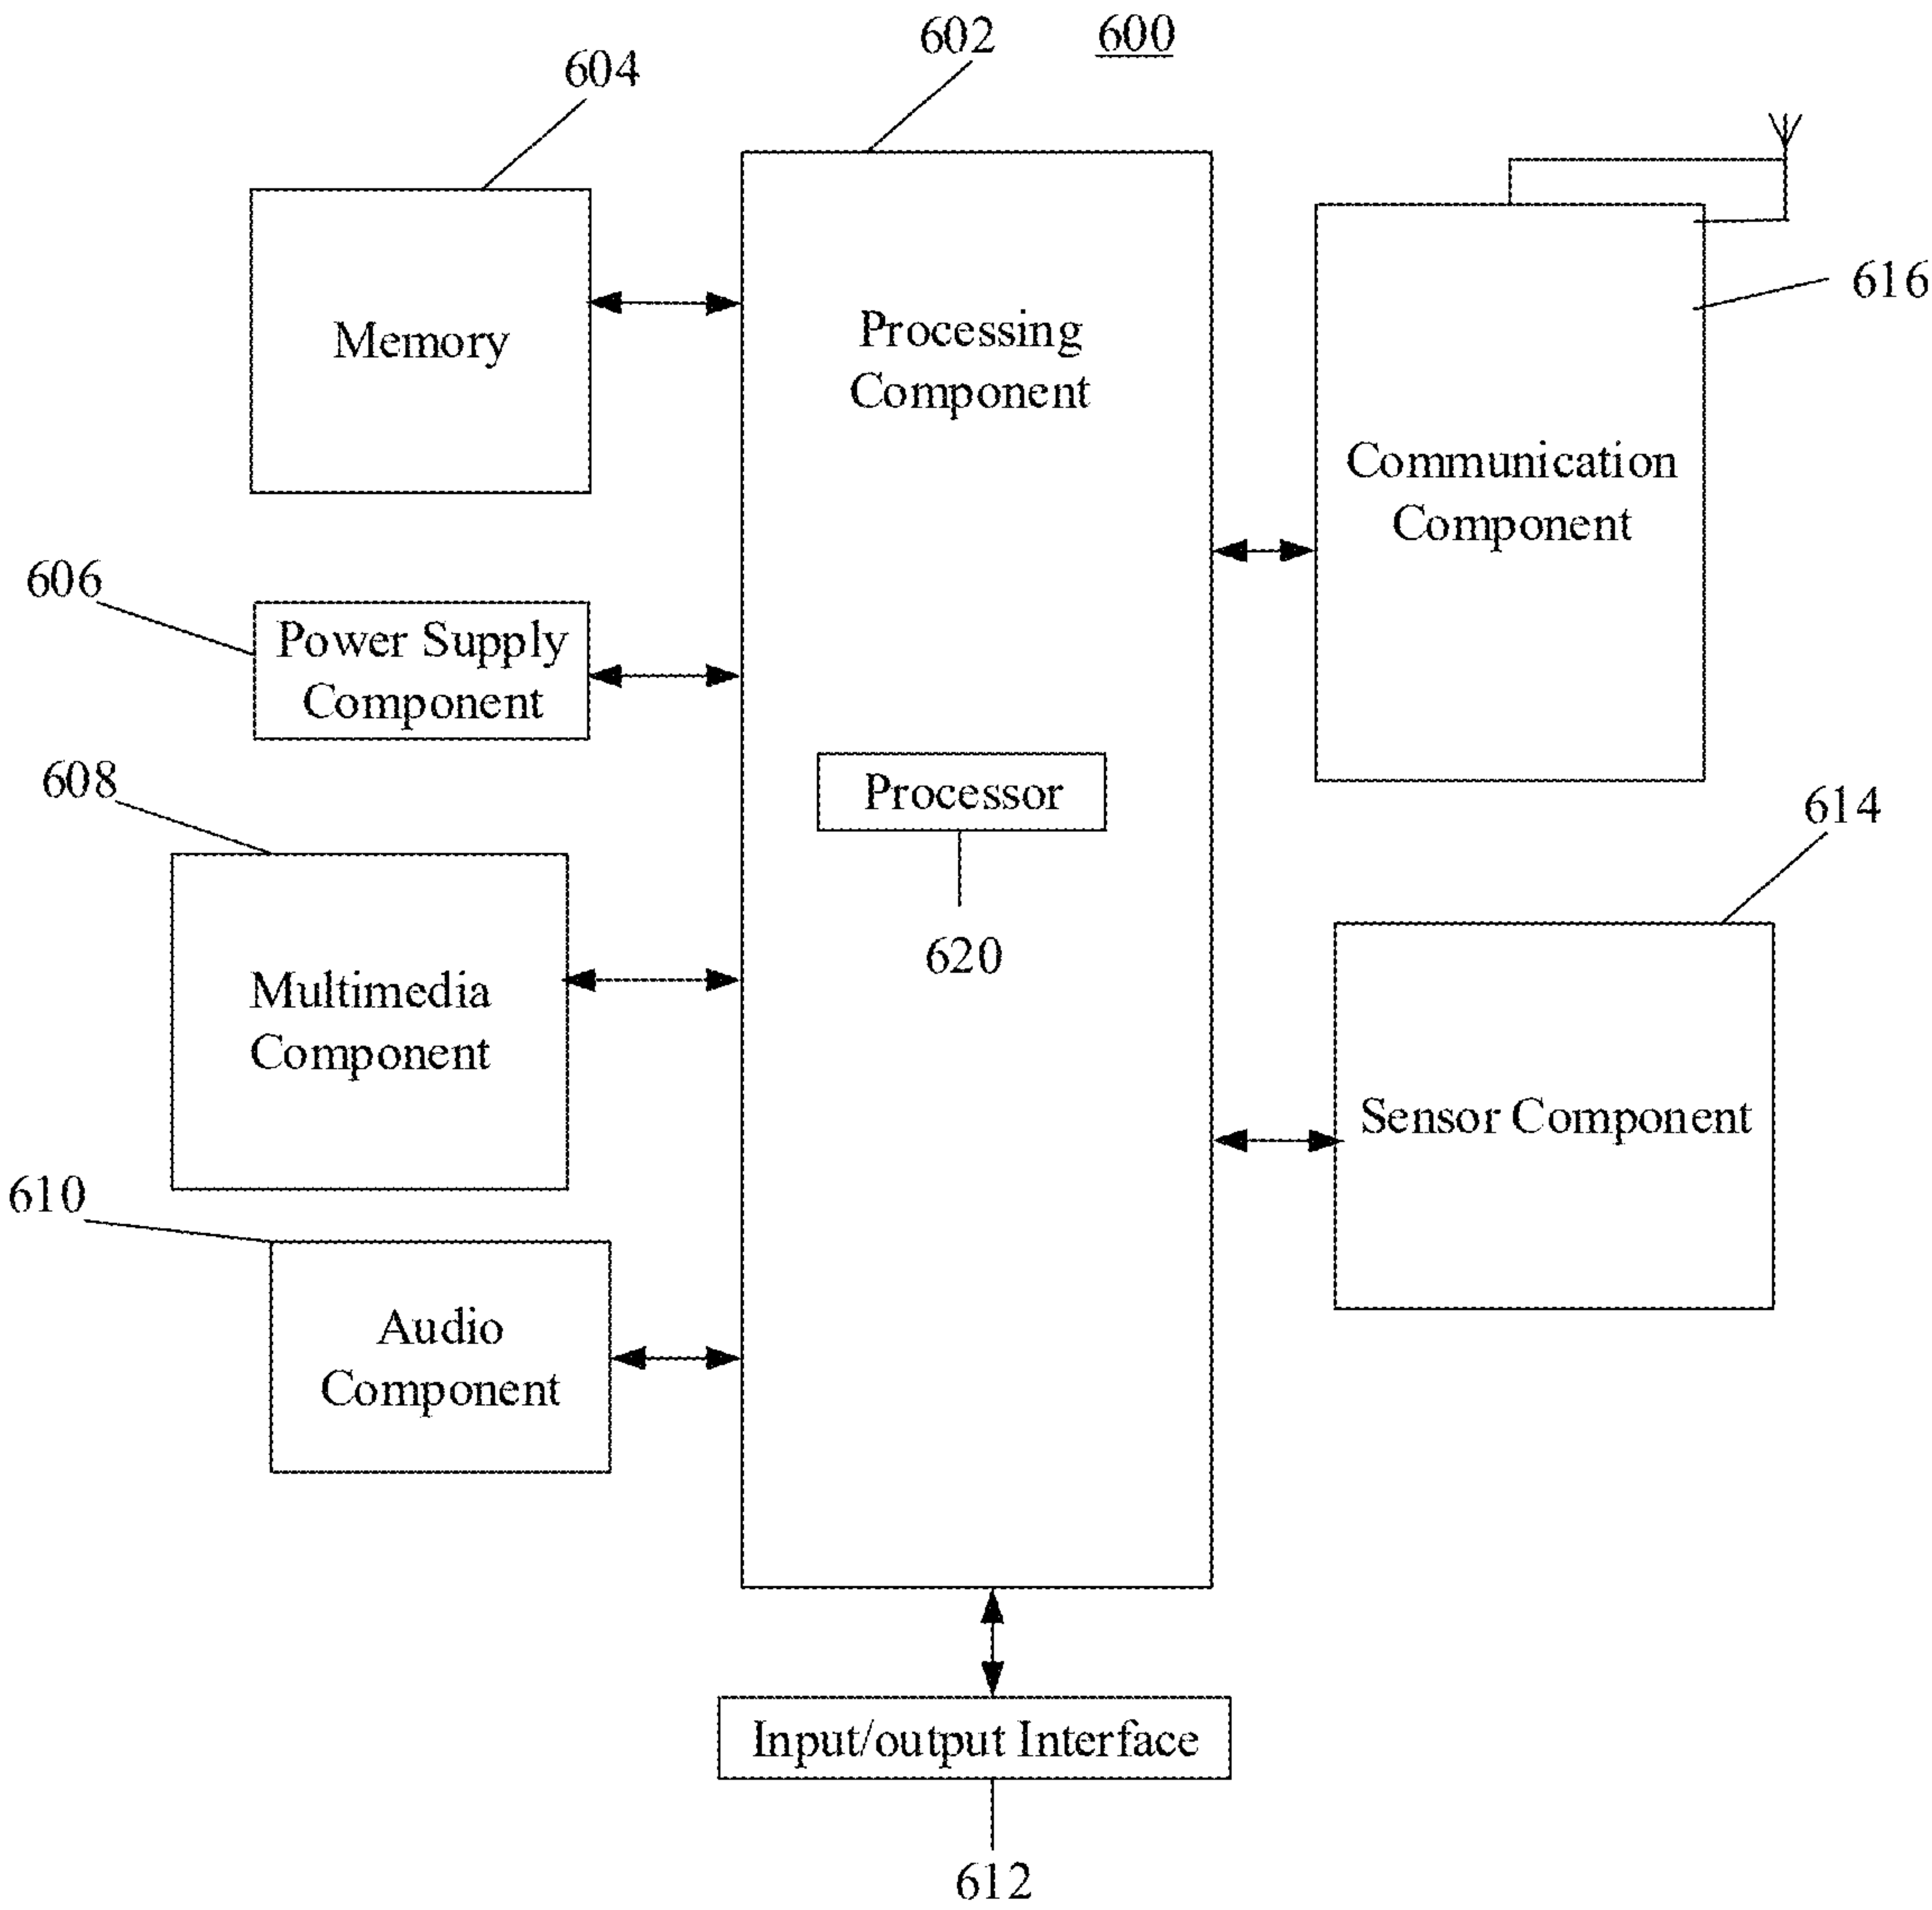 600
602
604
Memory
Processing
Component
616
Communication
Component
606
Power Supply
Component
608
Processor
620
614
Multimedia
Component
Sensor Component
610
Audio
Component
Input/output Interface
612